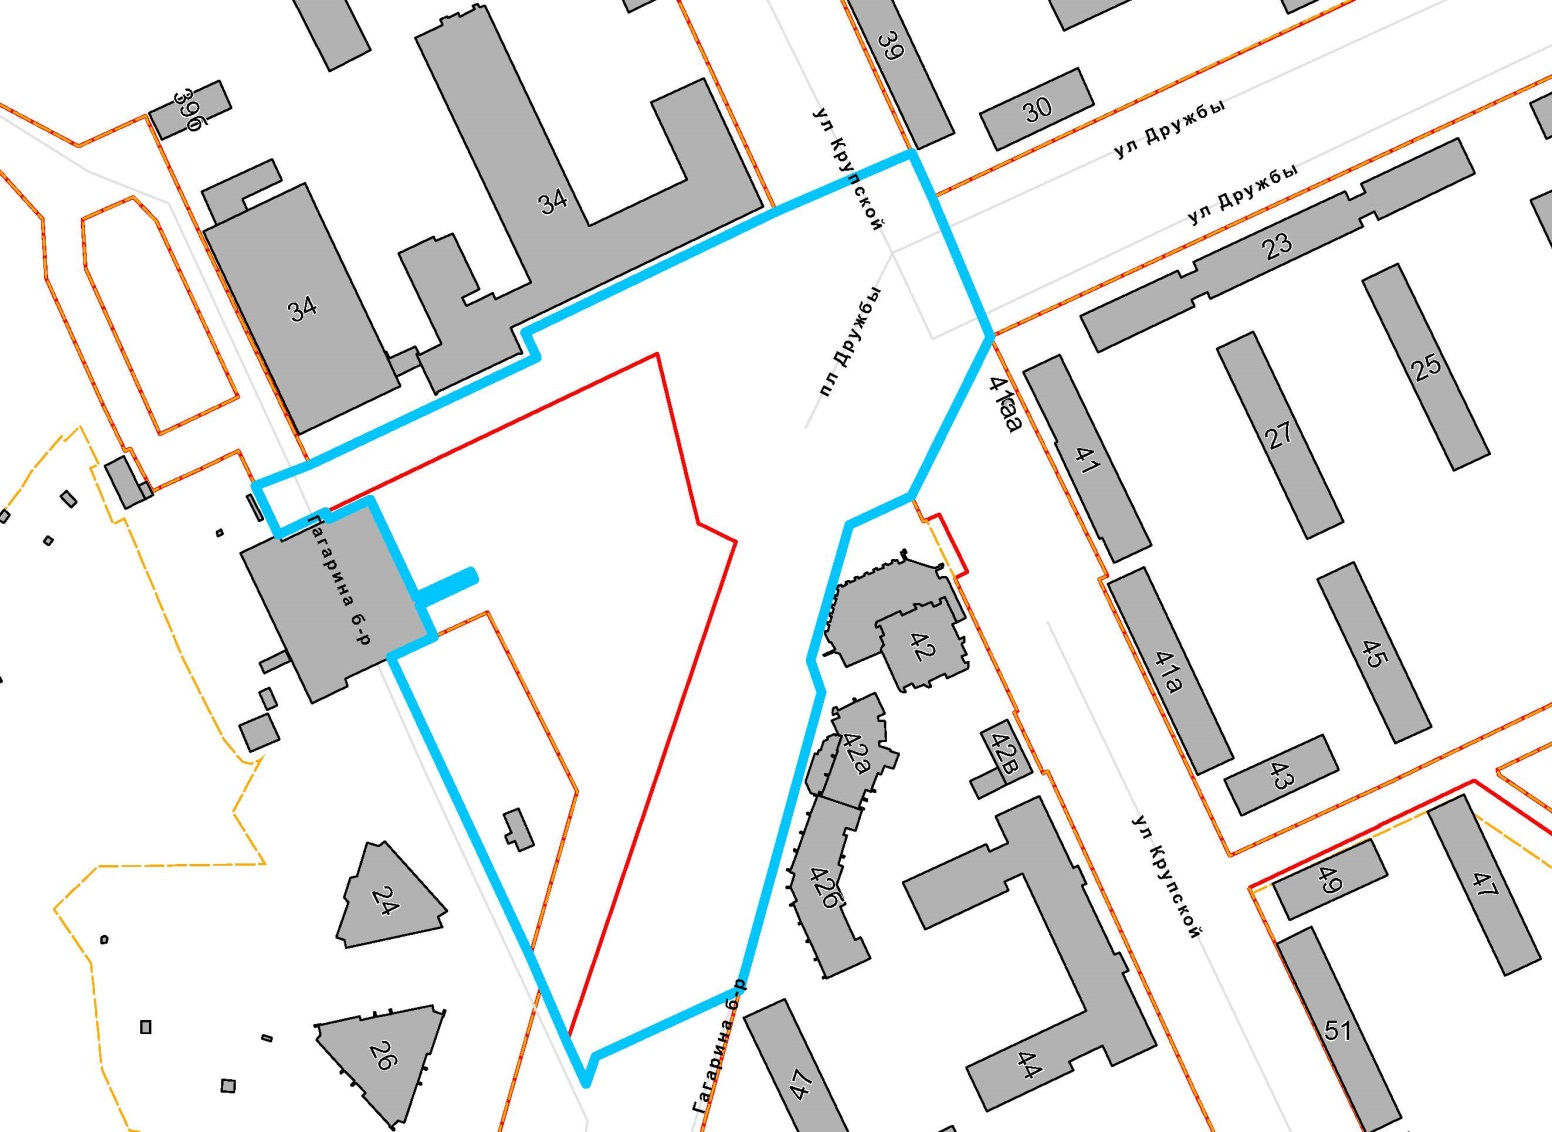 39
39б
30
ул Дружбы
ул Крупской
ул Дружбы
34
23
34
пл Дружбы
25
41аа
27
41
Гагарина б-р
42
45
41а
42а
42в
43
ул Крупской
49
47
42б
24
51
Гагарина б-р
26
44
47